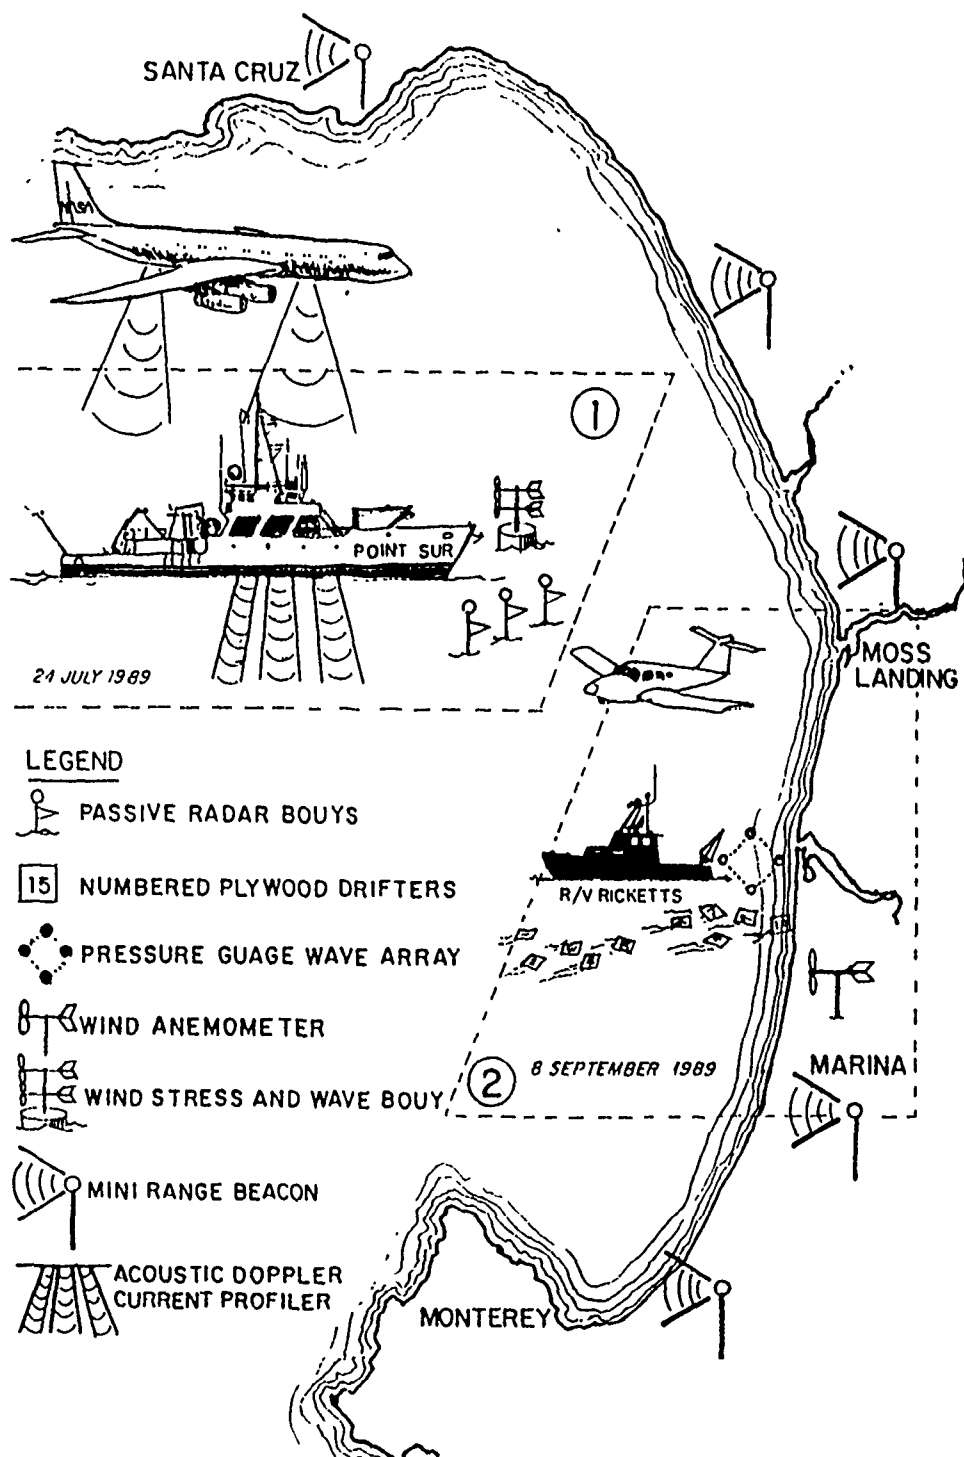 SANTA CRUZ
1
POINT SUR
24 JULY 1989
MOSS
LANDING
LEGEND
PASSIVE RADAR BOUYS
15 NUMBERED PLYWOOD DRIFTERS
PRESSURE GUAGE WAVE ARRAY
WIND ANEMOMETER
WIND STRESS AND WAVE BOUY
MINI RANGE BEACON
ACOUSTIC DOPPLER
CURRENT PROFILER
R/V RICKETTS
2
8 SEPTEMBER 1989
MARINA
MONTEREY